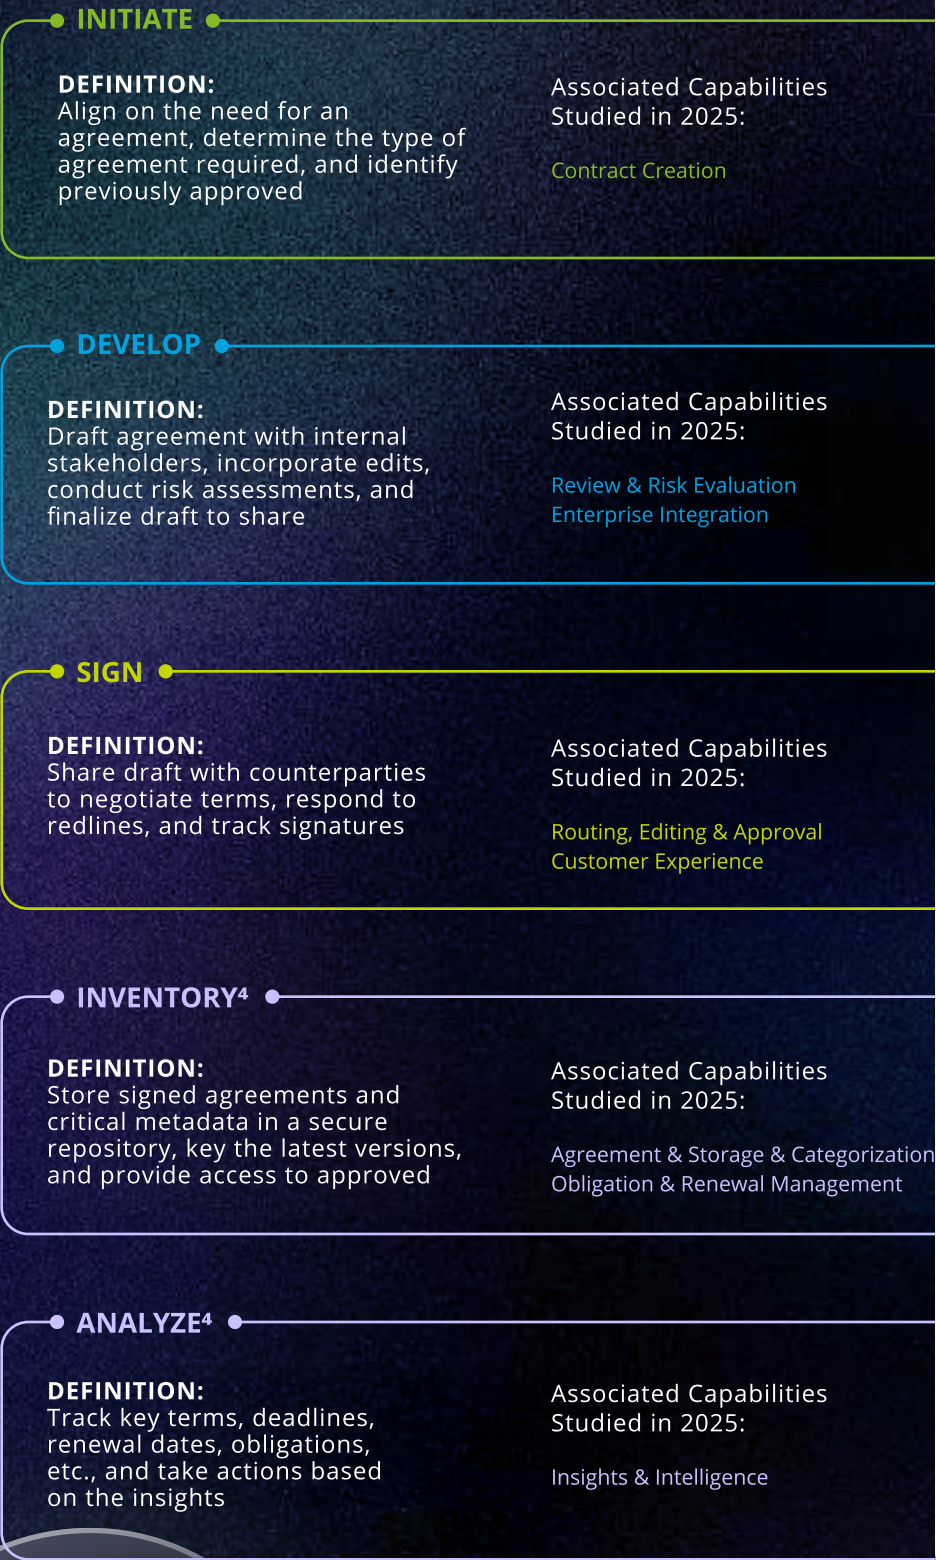 INITIATE
DEFINITION:
Align on the need for an
agreement, determine the type of
agreement required, and identify
previously approved
Associated Capabilities
Studied in 2025:
Contract Creation
DEVELOP
DEFINITION:
Draft agreement with internal
stakeholders, incorporate edits,
conduct risk assessments, and
finalize draft to share
Associated Capabilities
Studied in 2025:
Review & Risk Evaluation
Enterprise Integration
SIGN
DEFINITION:
Share draft with counterparties
to negotiate terms, respond to
redlines, and track signatures
Associated Capabilities
Studied in 2025:
Routing, Editing & Approval
Customer Experience
INVENTORY⁴
DEFINITION:
Store signed agreements and
critical metadata in a secure
repository, key the latest versions,
and provide access to approved
Associated Capabilities
Studied in 2025:
Agreement & Storage & Categorization
Obligation & Renewal Management
ANALYZE⁴
DEFINITION:
Track key terms, deadlines,
renewal dates, obligations,
etc., and take actions based
on the insights
Associated Capabilities
Studied in 2025:
Insights & Intelligence